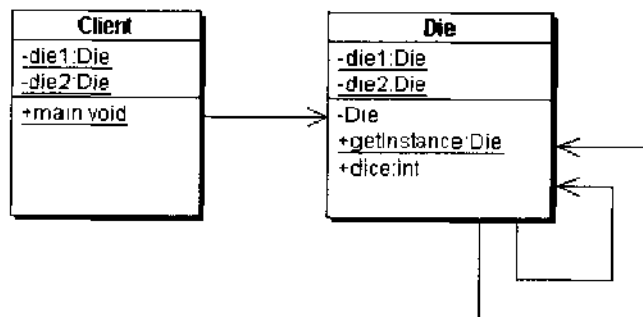 Client
-die1:Die
-die2:Die
+main:void
Die
-die1:Die
-die2:Die
-Die
+getInstance:Die
+dice:int